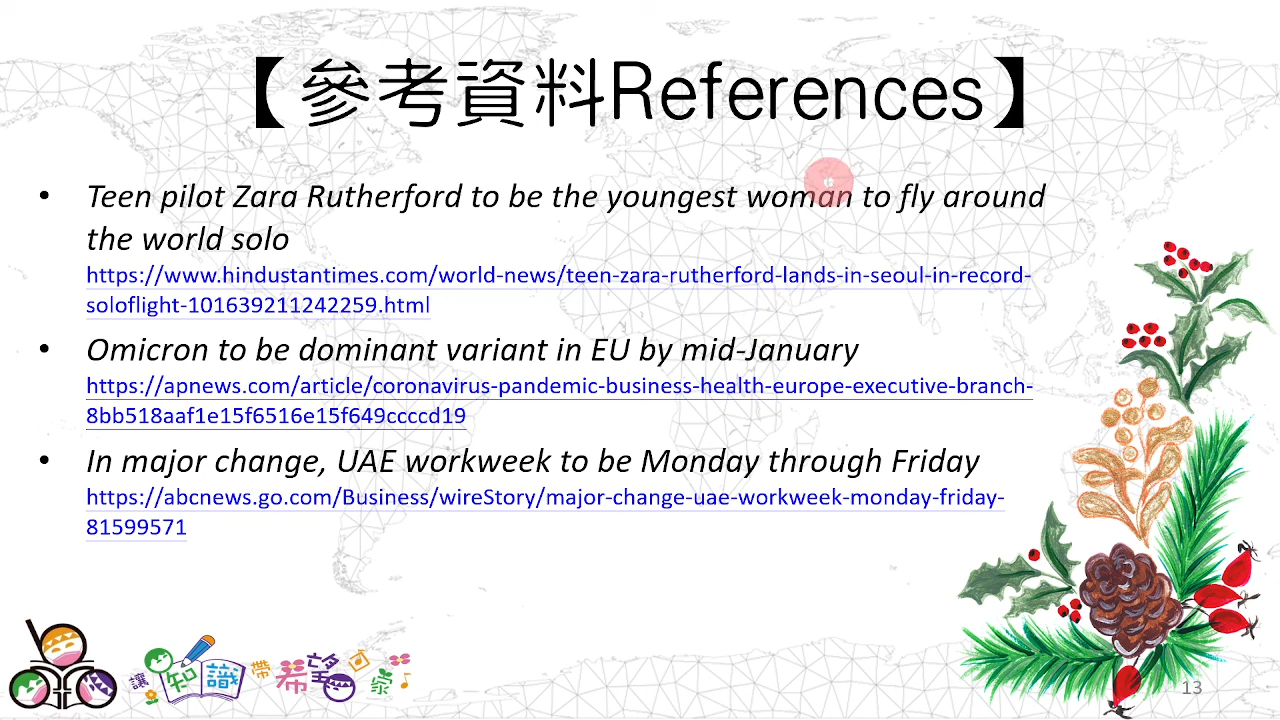 【參考資料References】
• Teen pilot Zara Rutherford to be the youngest woman to fly around
the world solo
https://www.hindustantimes.com/world-news/teen-zara-rutherford-lands-in-seoul-in-record-
soloflight-101639211242259.html
• Omicron to be dominant variant in EU by mid-January
https://apnews.com/article/coronavirus-pandemic-business-health-europe-executive-branch-
8bb518aaf1e15f6516e15f649ccccd19
• In major change, UAE workweek to be Monday through Friday
https://abcnews.go.com/Business/wireStory/major-change-uae-workweek-monday-friday-
81599571
讓知識帶希望回家
13